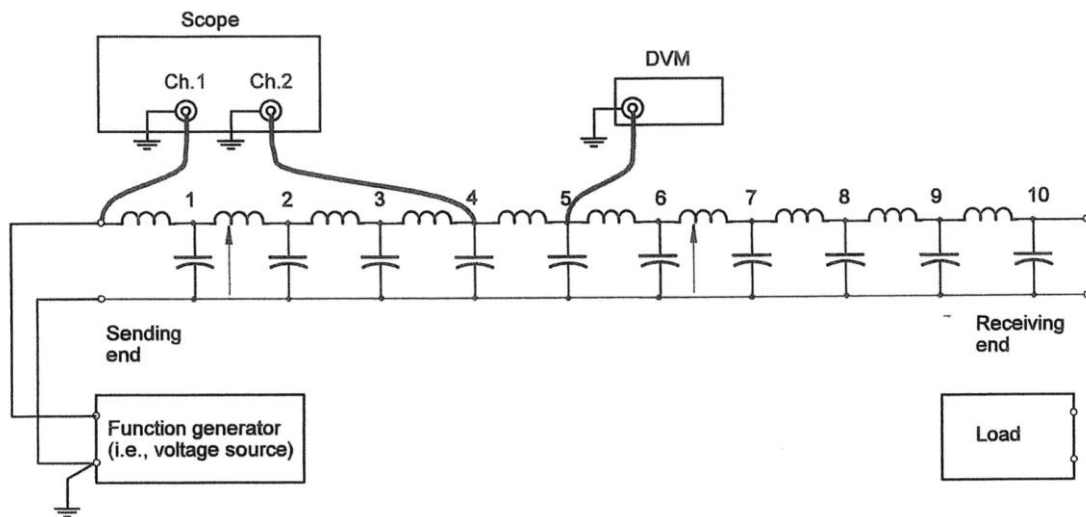 Scope
Ch.1 Ch.2
DVM
1 2 3 4 5 6 7 8 9 10
Sending
end
Receiving
end
Function generator
(i.e., voltage source)
Load